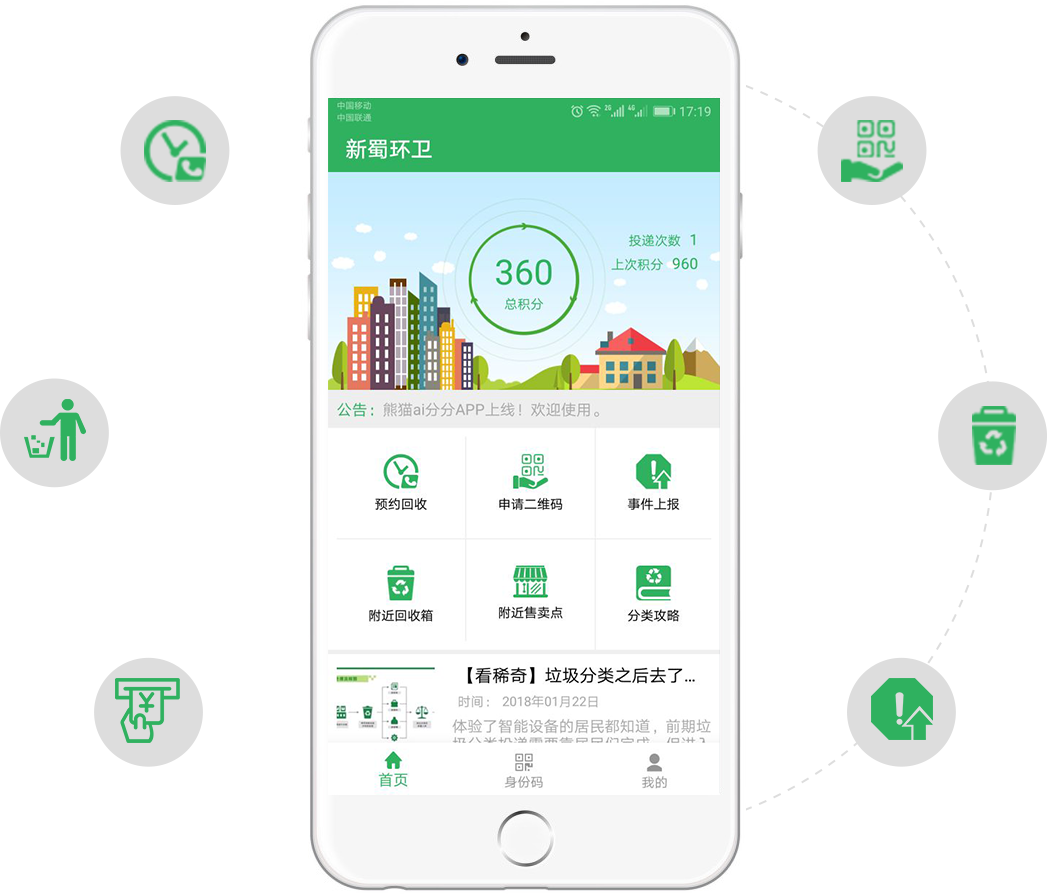 中国移动
中国联通
2G 4G 17:19
新蜀环卫
投递次数 1
上次积分 960
360
总积分
公告：熊猫ai分分APP上线！欢迎使用。
预约回收 申请二维码 事件上报
附近回收箱 附近售卖点 分类攻略
【看稀奇】垃圾分类之后去了...
时间： 2018年01月22日
体验了智能设备的居民都知道，前期垃
圾分类投递需要靠居民们完成，但进入
首页 身份码 我的